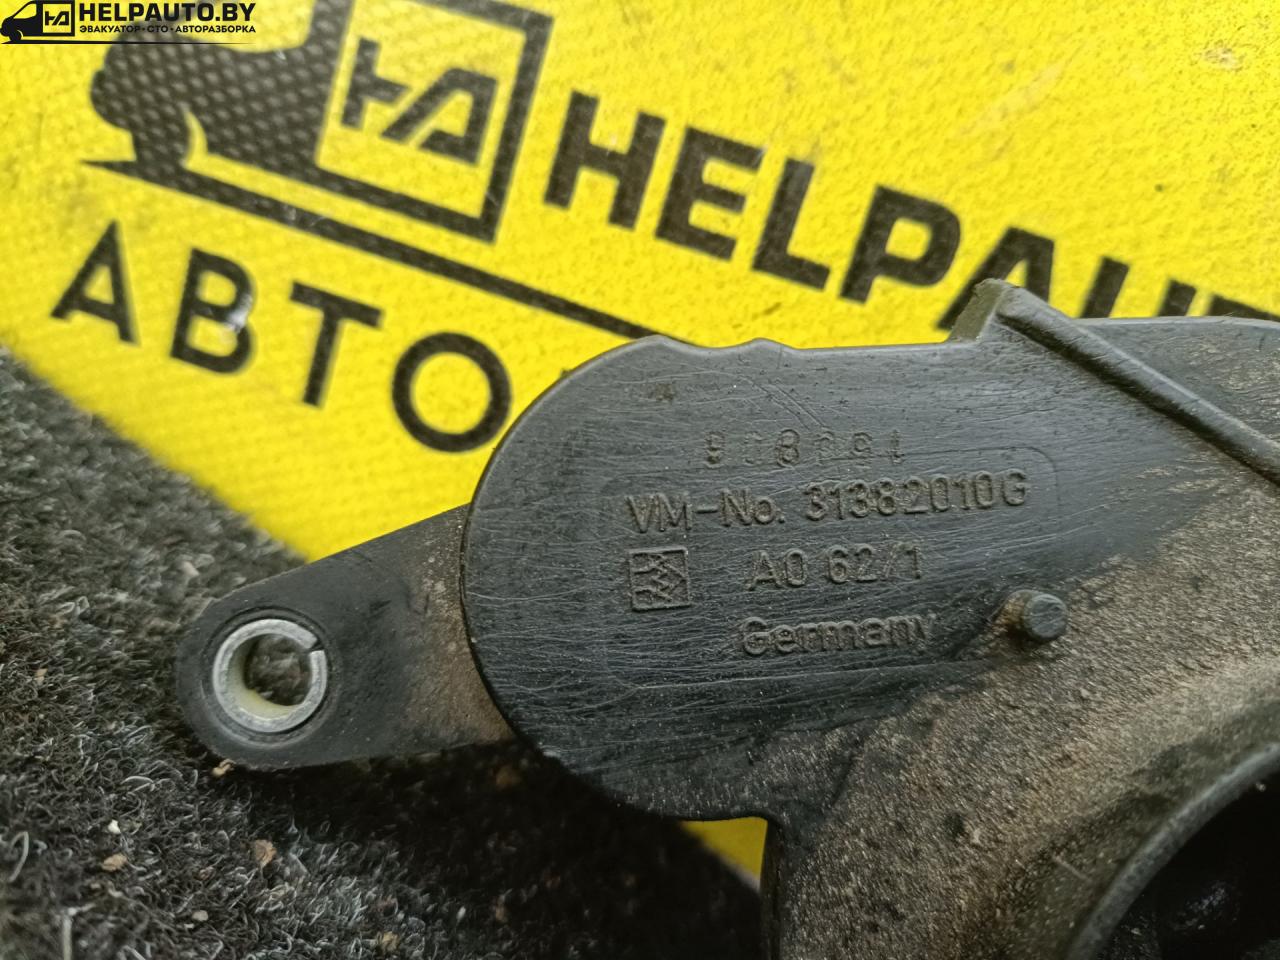 HELPAUTO.BY
ЭВАКУАТОР • СТО • АВТОРАЗБОРКА
HELPAU
АВТО
VM-No. 31382010G
A0 62/1
Germany